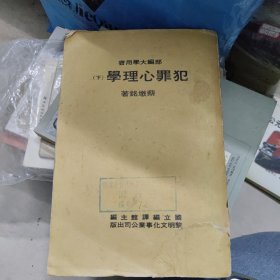 部編大學用書
犯罪心理學（下）
蔡墩銘著
國立編譯館主編
黎明文化事業公司出版